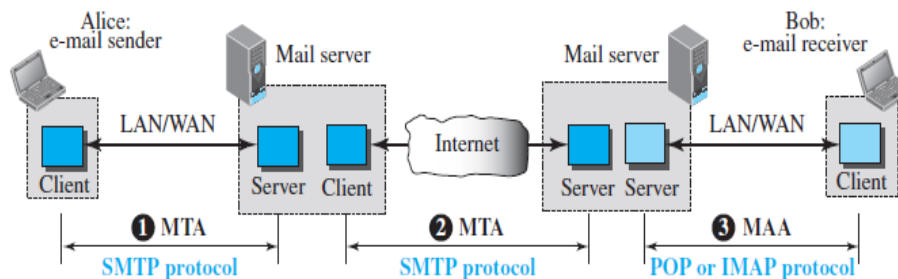 Alice:
e-mail sender
Mail server
Mail server
Bob:
e-mail receiver
LAN/WAN
Internet
LAN/WAN
Client
Server
Client
Server
Server
Client
1 MTA
2 MTA
3 MAA
SMTP protocol
SMTP protocol
POP or IMAP protocol